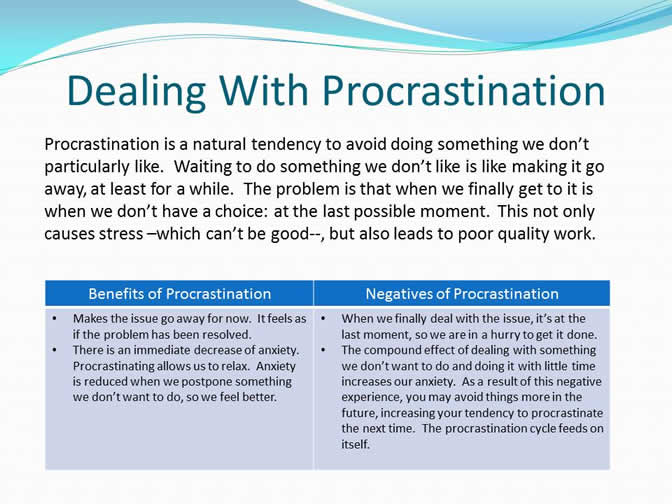 Dealing With Procrastination
Procrastination is a natural tendency to avoid doing something we don't
particularly like.  Waiting to do something we don't like is like making it go
away, at least for a while.  The problem is that when we finally get to it is
when we don't have a choice: at the last possible moment.  This not only
causes stress –which can't be good--, but also leads to poor quality work.
Benefits of Procrastination
• Makes the issue go away for now.  It feels as
if the problem has been resolved.
• There is an immediate decrease of anxiety.
Procrastinating allows us to relax.  Anxiety
is reduced when we postpone something
we don't want to do, so we feel better.
Negatives of Procrastination
• When we finally deal with the issue, it's at the
last moment, so we are in a hurry to get it done.
• The compound effect of dealing with something
we don't want to do and doing it with little time
increases our anxiety.  As a result of this negative
experience, you may avoid things more in the
future, increasing your tendency to procrastinate
the next time.  The procrastination cycle feeds on
itself.